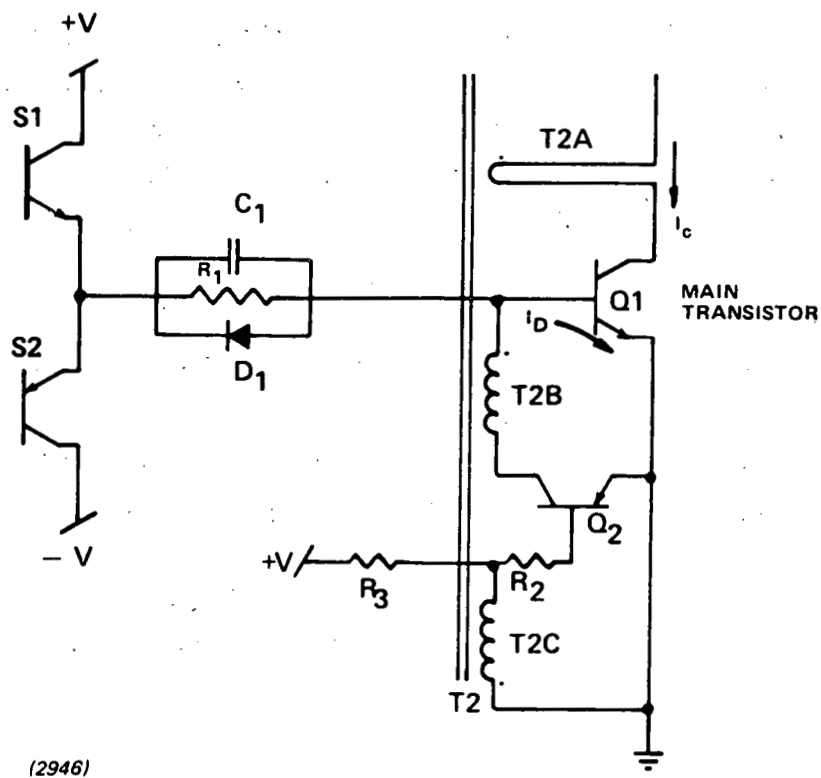 +V
S1
T2A
C1
Ic
R1
Q1
MAIN
TRANSISTOR
iD
S2
D1
T2B
Q2
− V
+V
R3
R2
T2C
T2
(2946)